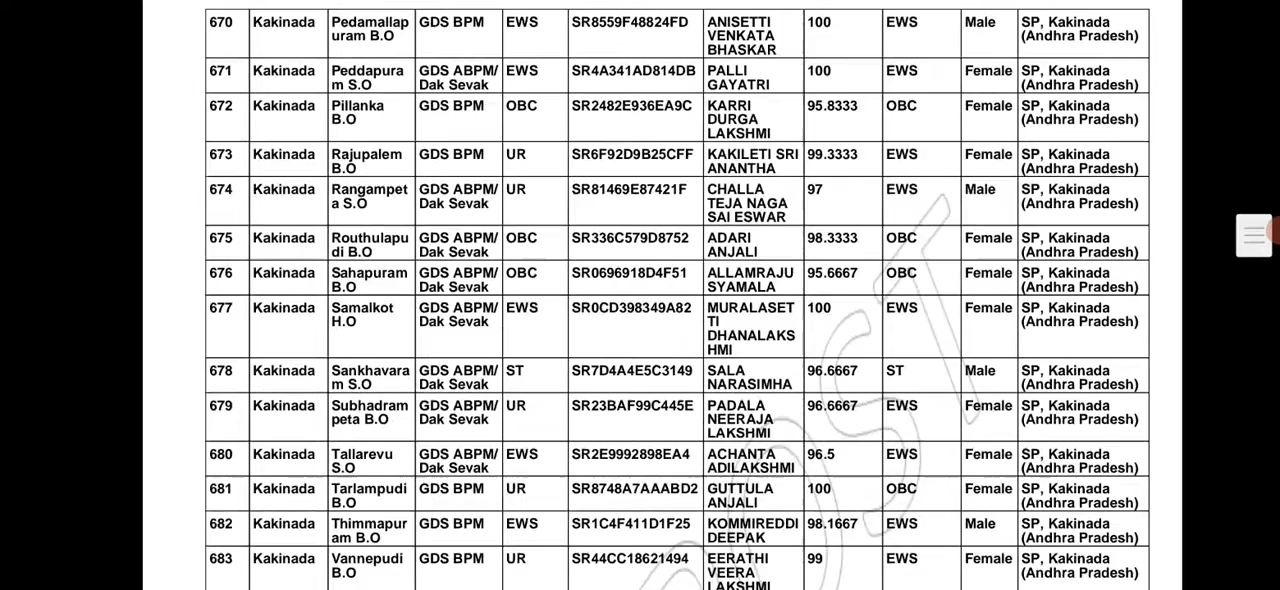 670 Kakinada Pedamallap GDS BPM EWS SR8559F48824FD ANISETTI 100 EWS Male SP, Kakinada
uram B.O VENKATA (Andhra Pradesh)
BHASKAR
671 Kakinada Peddapura GDS ABPM/ EWS SR4A341AD814DB PALLI 100 EWS Female SP, Kakinada
m S.O Dak Sevak GAYATRI (Andhra Pradesh)
672 Kakinada Pillanka GDS BPM OBC SR2482E936EA9C KARRI 95.8333 OBC Female SP, Kakinada
B.O DURGA (Andhra Pradesh)
LAKSHMI
673 Kakinada Rajupalem GDS BPM UR SR6F92D9B25CFF KAKILETI SRI 99.3333 EWS Female SP, Kakinada
B.O ANANTHA (Andhra Pradesh)
674 Kakinada Rangampet GDS ABPM/ UR SR81469E87421F CHALLA 97 EWS Male SP, Kakinada
a S.O Dak Sevak TEJA NAGA (Andhra Pradesh)
SAI ESWAR
675 Kakinada Routhulapu GDS ABPM/ OBC SR336C579D8752 ADARI 98.3333 OBC Female SP, Kakinada
di B.O Dak Sevak ANJALI (Andhra Pradesh)
676 Kakinada Sahapuram GDS ABPM/ OBC SR0696918D4F51 ALLAMRAJU 95.6667 OBC Female SP, Kakinada
B.O Dak Sevak SYAMALA (Andhra Pradesh)
677 Kakinada Samalkot GDS ABPM/ EWS SR0CD398349A82 MURALASET 100 EWS Female SP, Kakinada
H.O Dak Sevak TI (Andhra Pradesh)
DHANALAKS
HMI
678 Kakinada Sankhavara GDS ABPM/ ST SR7D4A4E5C3149 SALA 96.6667 ST Male SP, Kakinada
m S.O Dak Sevak NARASIMHA (Andhra Pradesh)
679 Kakinada Subhadram GDS ABPM/ UR SR23BAF99C445E PADALA 96.6667 EWS Female SP, Kakinada
peta B.O Dak Sevak NEERAJA (Andhra Pradesh)
LAKSHMI
680 Kakinada Tallarevu GDS ABPM/ EWS SR2E9992898EA4 ACHANTA 96.5 EWS Female SP, Kakinada
S.O Dak Sevak ADILAKSHMI (Andhra Pradesh)
681 Kakinada Tarlampudi GDS BPM UR SR8748A7AAABD2 GUTTULA 100 OBC Female SP, Kakinada
B.O ANJALI (Andhra Pradesh)
682 Kakinada Thimmapur GDS BPM EWS SR1C4F411D1F25 KOMMIREDDI 98.1667 EWS Male SP, Kakinada
am B.O DEEPAK (Andhra Pradesh)
683 Kakinada Vannepudi GDS BPM UR SR44CC18621494 EERATHI 99 EWS Female SP, Kakinada
B.O VEERA (Andhra Pradesh)
LAKSHMI
OST